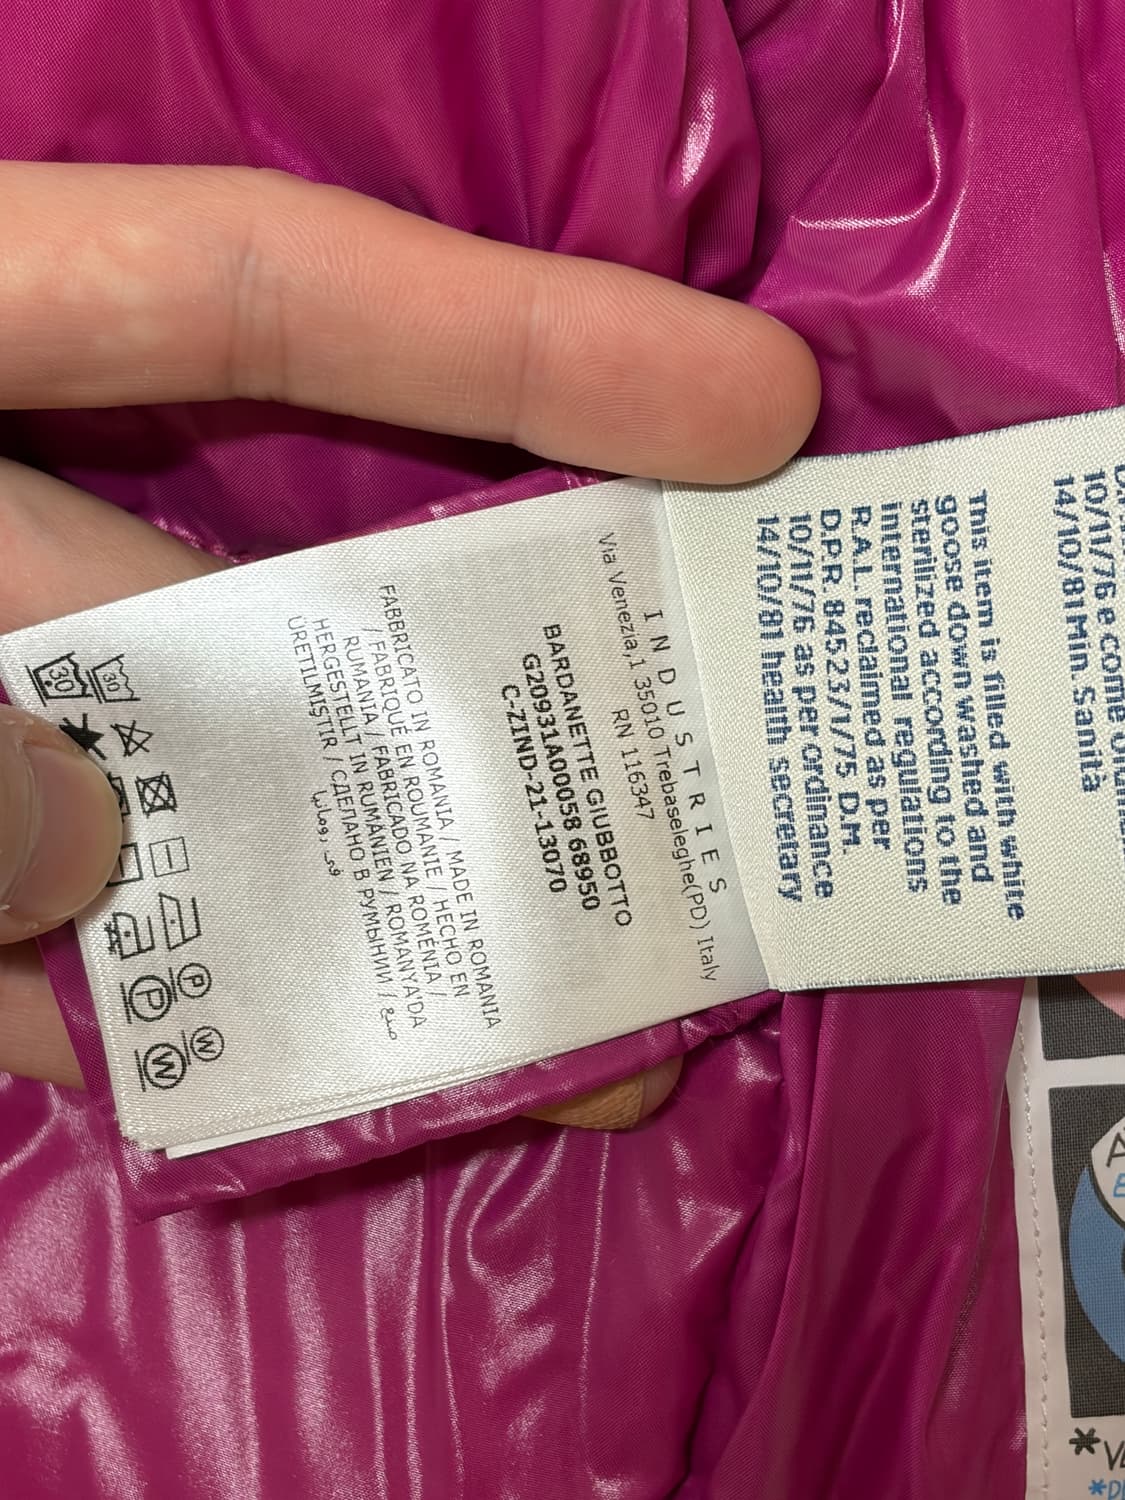 10/11/76 e come
14/10/81 Min. Sanità
This item is filled with white
goose down washed and
sterilized according to the
international regulations
R.A.L. reclaimed as per
D.P.R. 84523/1/75 D.M.
10/11/76 as per ordinance
14/10/81 health secretary
INDUSTRIES
Via Venezia,1 35010 Trebaseleghe(PD) Italy
RN 116347
BARDANETTE GIUBBOTTO
G20931A00058 68950
C-ZIND-21-13070
FABBRICATO IN ROMANIA / MADE IN ROMANIA
/ FABRIQUÉ EN ROUMANIE / HECHO EN
RUMANIA / FABRICADO NA ROMÉNIA /
HERGESTELLT IN RUMÄNIEN / ROMANYA'DA
ÜRETILMIŞTIR / СДЕЛАНО В РУМЫНИИ / صنع
في رومانيا
30
P
W
30
P
W